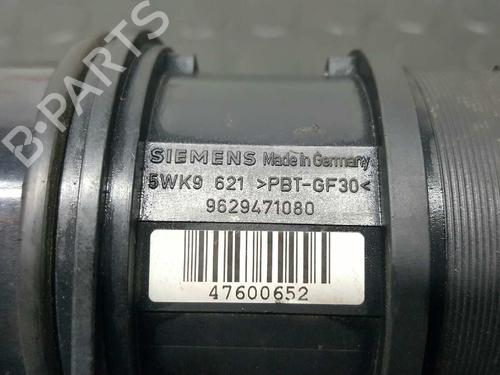 SIEMENS Made in Germany
5WK9 621 >PBT-GF30<
9629471080
47600652
B-PARTS